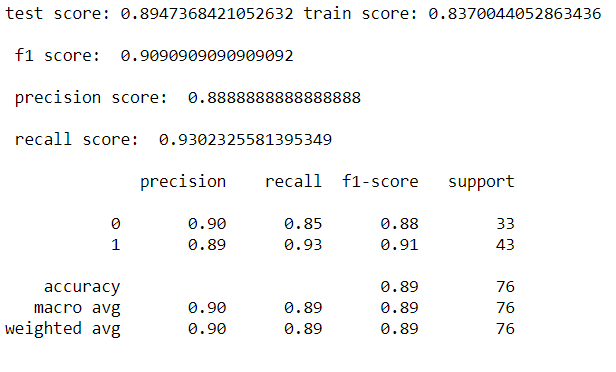 test score: 0.8947368421052632 train score: 0.8370044052863436
f1 score:  0.9090909090909092
precision score:  0.8888888888888888
recall score:  0.9302325581395349
precision    recall  f1-score   support
0       0.90      0.85      0.88        33
1       0.89      0.93      0.91        43
accuracy                           0.89        76
macro avg       0.90      0.89      0.89        76
weighted avg       0.90      0.89      0.89        76